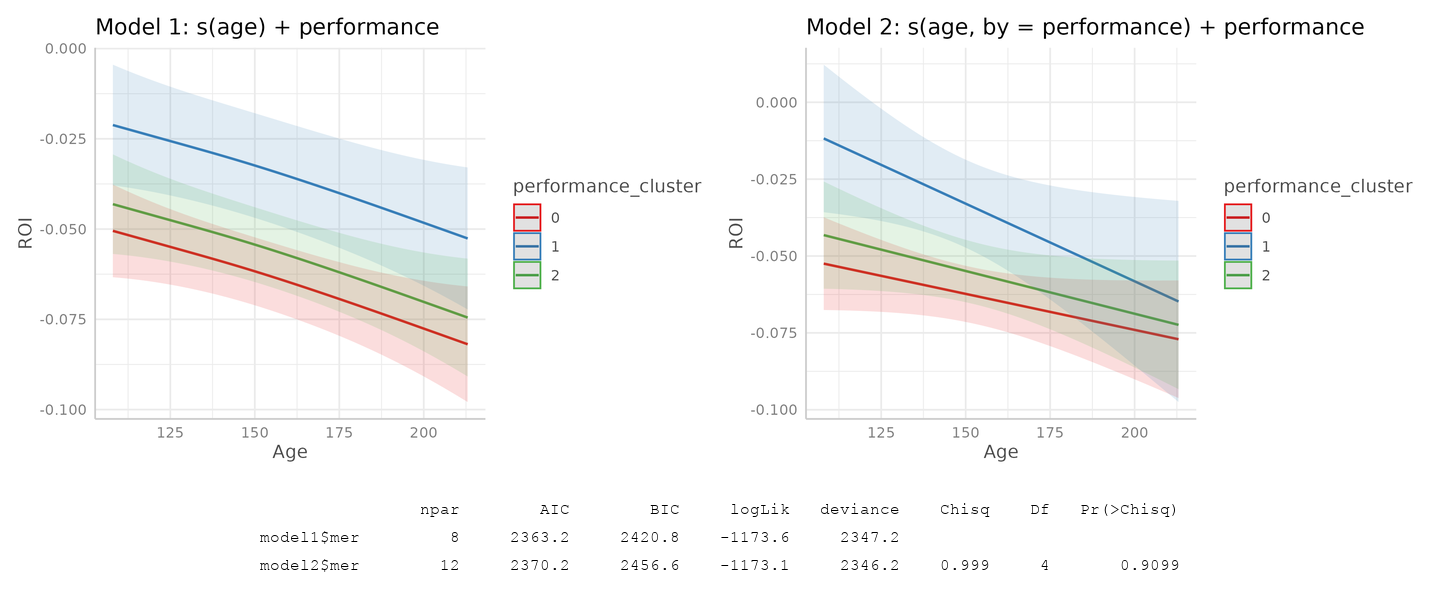 Model 1: s(age) + performance
0.000
-0.025
-0.050
-0.075
-0.100
ROI
125 150 175 200
Age
performance_cluster
0
1
2
Model 2: s(age, by = performance) + performance
0.000
-0.025
-0.050
-0.075
-0.100
ROI
125 150 175 200
Age
performance_cluster
0
1
2
npar AIC BIC logLik deviance Chisq Df Pr(>Chisq)
model1$mer 8 2363.2 2420.8 -1173.6 2347.2
model2$mer 12 2370.2 2456.6 -1173.1 2346.2 0.999 4 0.9099